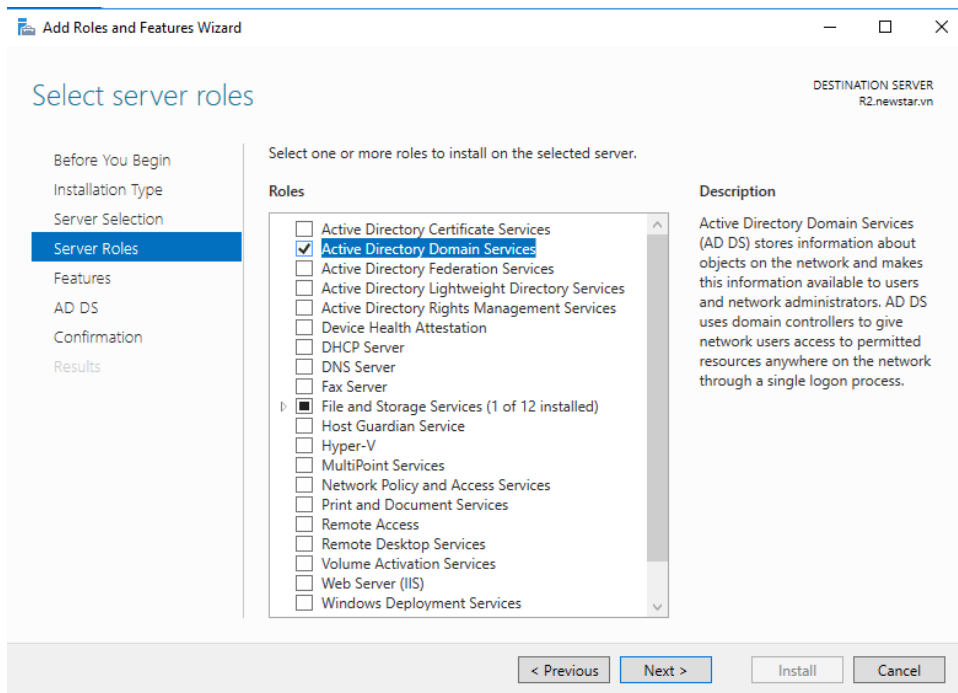 Add Roles and Features Wizard
Select server roles
DESTINATION SERVER
R2.newstar.vn
Before You Begin
Installation Type
Server Selection
Server Roles
Features
AD DS
Confirmation
Results
Select one or more roles to install on the selected server.
Roles
Active Directory Certificate Services
Active Directory Domain Services
Active Directory Federation Services
Active Directory Lightweight Directory Services
Active Directory Rights Management Services
Device Health Attestation
DHCP Server
DNS Server
Fax Server
File and Storage Services (1 of 12 installed)
Host Guardian Service
Hyper-V
MultiPoint Services
Network Policy and Access Services
Print and Document Services
Remote Access
Remote Desktop Services
Volume Activation Services
Web Server (IIS)
Windows Deployment Services
Description
Active Directory Domain Services
(AD DS) stores information about
objects on the network and makes
this information available to users
and network administrators. AD DS
uses domain controllers to give
network users access to permitted
resources anywhere on the network
through a single logon process.
< Previous
Next >
Install
Cancel